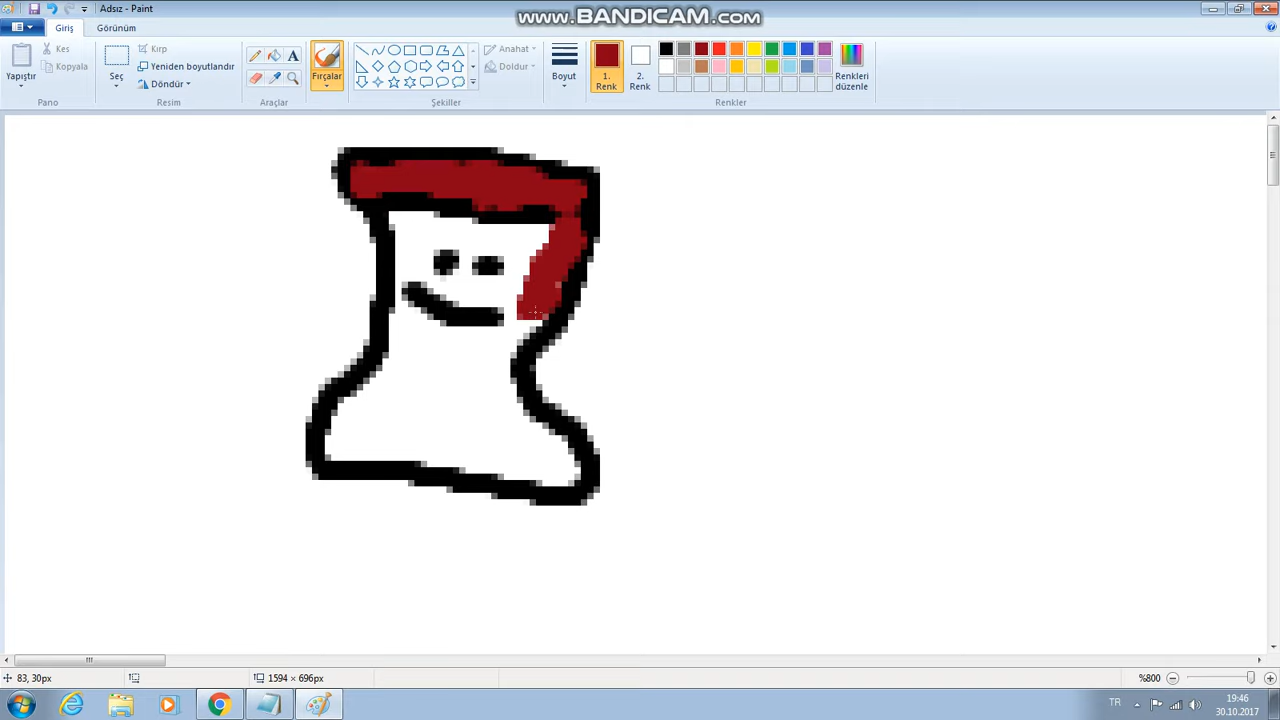 Adsız - Paint
www.BANDICAM.com
Giriş
Görünüm
Yapıştır
Kes
Kopyala
Pano
Seç
Kırp
Yeniden boyutlandır
Döndür
Resim
Araçlar
Fırçalar
Anahat
Doldur
Şekiller
Boyut
1.
Renk
2.
Renk
Renkleri
düzenle
Renkler
83, 30px
1594 × 696px
%800
TR
19:46
30.10.2017